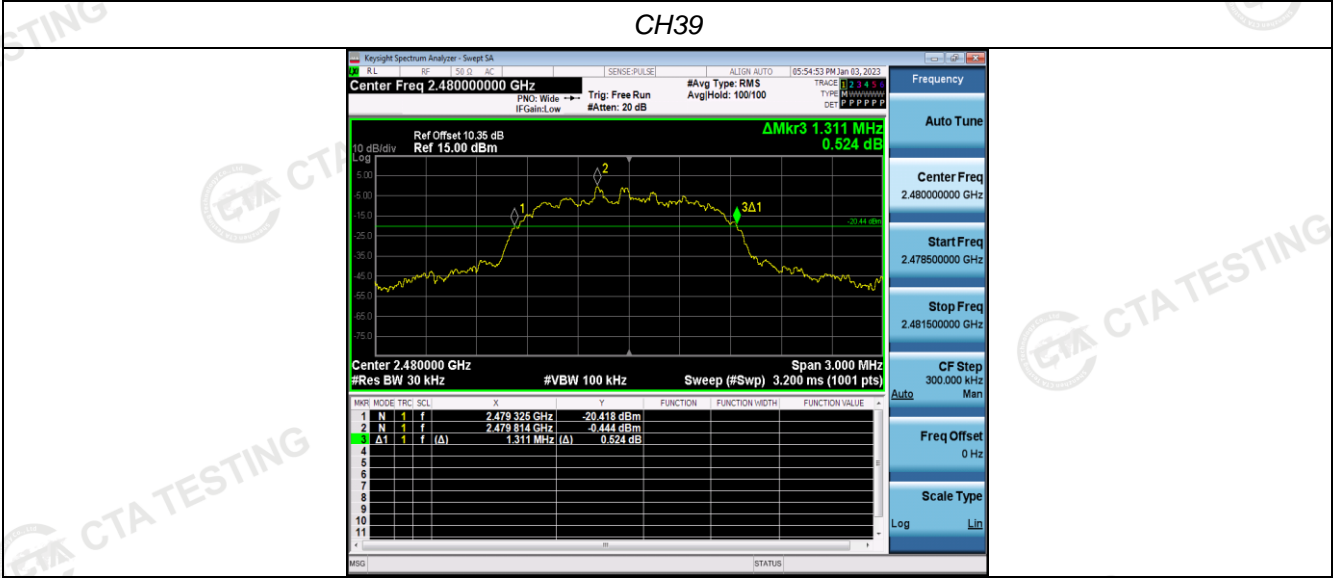 CH39
Keysight Spectrum Analyzer - Swept SA
RL RF 50 Ω AC SENSE:PULSE ALIGN AUTO 05:54:53 PM Jan 03, 2023
Center Freq 2.480000000 GHz
PNO: Wide
IFGain:Low
Trig: Free Run
#Atten: 20 dB
#Avg Type: RMS
Avg|Hold: 100/100
TRACE 1 2 3 4 5 6
TYPE M WWWWW
DET P P P P P P
Frequency
ΔMkr3 1.311 MHz
0.524 dB
Ref Offset 10.35 dB
10 dB/div Ref 15.00 dBm
Log
5.00
-5.00
-15.0
-25.0
-35.0
-45.0
-55.0
-65.0
-75.0
1
2
3Δ1
-20.44 dBm
Center 2.480000 GHz Span 3.000 MHz
#Res BW 30 kHz #VBW 100 kHz Sweep (#Swp) 3.200 ms (1001 pts)
MKR MODE TRC SCL X Y FUNCTION FUNCTION WIDTH FUNCTION VALUE
1 N 1 f 2.479 325 GHz -20.418 dBm
2 N 1 f 2.479 814 GHz -0.444 dBm
3 Δ1 1 f (Δ) 1.311 MHz (Δ) 0.524 dB
4
5
6
7
8
9
10
11
MSG STATUS
Auto Tune
Center Freq
2.480000000 GHz
Start Freq
2.478500000 GHz
Stop Freq
2.481500000 GHz
CF Step
300.000 kHz
Auto Man
Freq Offset
0 Hz
Scale Type
Log Lin
STING
CTA
CTA TESTING
CTA TESTING